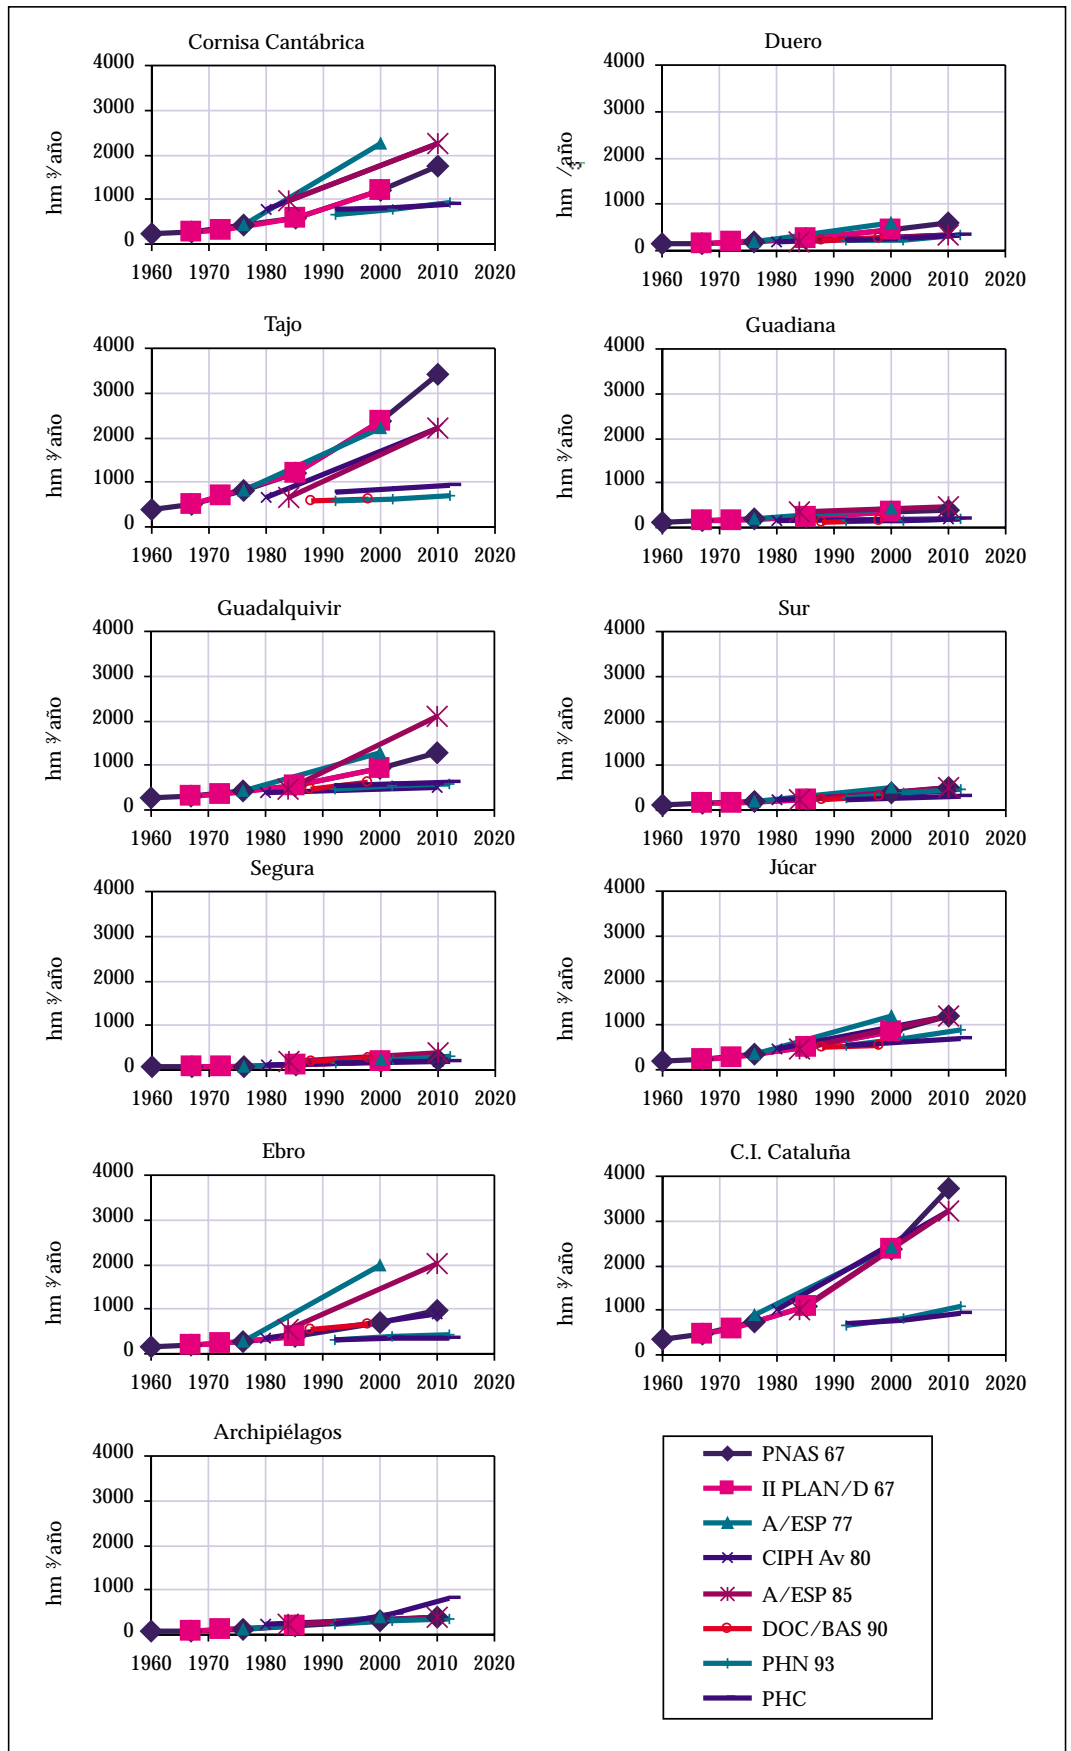 Cornisa Cantábrica
4000
3000
2000
1000
0
hm 3/año
1960 1970 1980 1990 2000 2010 2020
Duero
4000
3000
2000
1000
0
hm 3/año
1960 1970 1980 1990 2000 2010 2020
Tajo
4000
3000
2000
1000
0
hm 3/año
1960 1970 1980 1990 2000 2010 2020
Guadiana
4000
3000
2000
1000
0
hm 3/año
1960 1970 1980 1990 2000 2010 2020
Guadalquivir
4000
3000
2000
1000
0
hm 3/año
1960 1970 1980 1990 2000 2010 2020
Sur
4000
3000
2000
1000
0
hm 3/año
1960 1970 1980 1990 2000 2010 2020
Segura
4000
3000
2000
1000
0
hm 3/año
1960 1970 1980 1990 2000 2010 2020
Júcar
4000
3000
2000
1000
0
hm 3/año
1960 1970 1980 1990 2000 2010 2020
Ebro
4000
3000
2000
1000
0
hm 3/año
1960 1970 1980 1990 2000 2010 2020
C.I. Cataluña
4000
3000
2000
1000
0
hm 3/año
1960 1970 1980 1990 2000 2010 2020
Archipiélagos
4000
3000
2000
1000
0
hm 3/año
1960 1970 1980 1990 2000 2010 2020
PNAS 67
II PLAN/D 67
A/ESP 77
CIPH Av 80
A/ESP 85
DOC/BAS 90
PHN 93
PHC